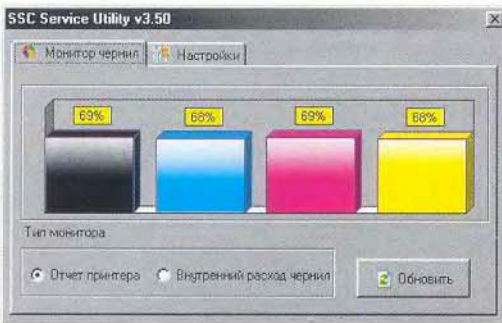 SSC Service Utility v3.50
Монитор чернил Настройки
69% 68% 69% 68%
Тип монитора
Отчет принтера Внутренний расход чернил Обновить